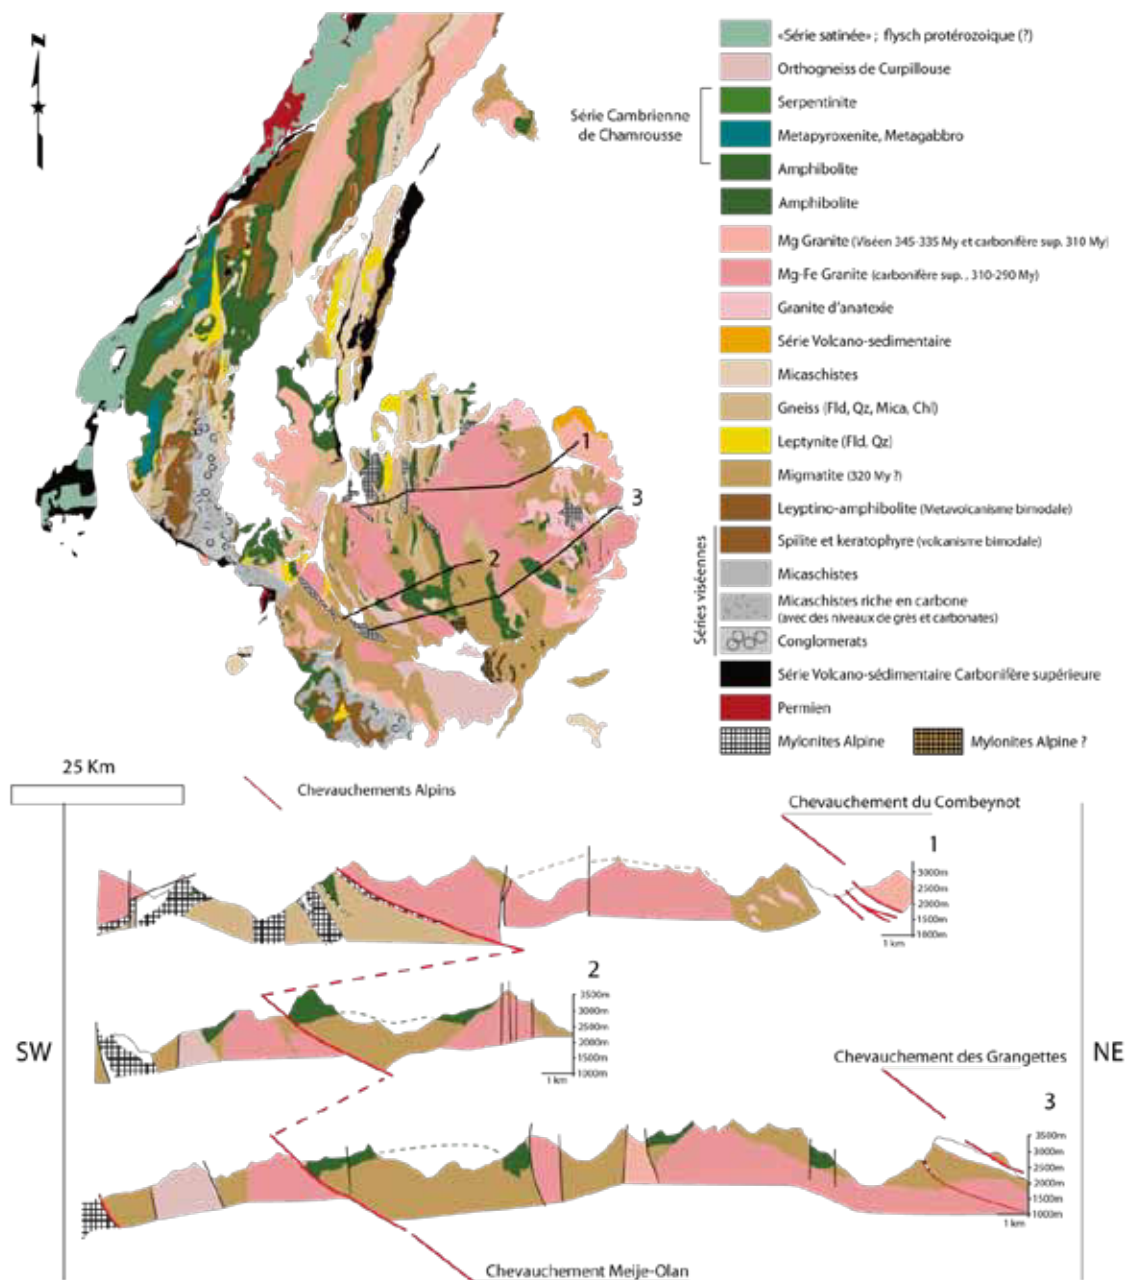 Z
«Série satinée» ; flysch protérozoique (?)
Orthogneiss de Curpillouse
Série Cambrienne
de Chamrousse
Serpentinite
Metapyroxenite, Metagabbro
Amphibolite
Amphibolite
Mg Granite (Viséen 345-335 My et carbonifère sup. 310 My)
Mg-Fe Granite (carbonifère sup. , 310-290 My)
Granite d'anatexie
Série Volcano-sedimentaire
Micaschistes
Gneiss (Fld, Qz, Mica, Chl)
Leptynite (Fld, Qz)
Migmatite (320 My ?)
Leyptino-amphibolite (Metavolcanisme bimodale)
Séries viséennes
Spilite et keratophyre (volcanisme bimodale)
Micaschistes
Micaschistes riche en carbone
(avec des niveaux de grès et carbonates)
Conglomerats
Série Volcano-sédimentaire Carbonifère supérieure
Permien
Mylonites Alpine
Mylonites Alpine ?
1
3
2
25 Km
Chevauchements Alpins
Chevauchement du Combeynot
1
3000m
2500m
2000m
1500m
1000m
1 km
2
3500m
3000m
2500m
2000m
1500m
1000m
1 km
SW
NE
Chevauchement des Grangettes
3
3500m
3000m
2500m
2000m
1500m
1000m
1 km
Chevauchement Meije-Olan